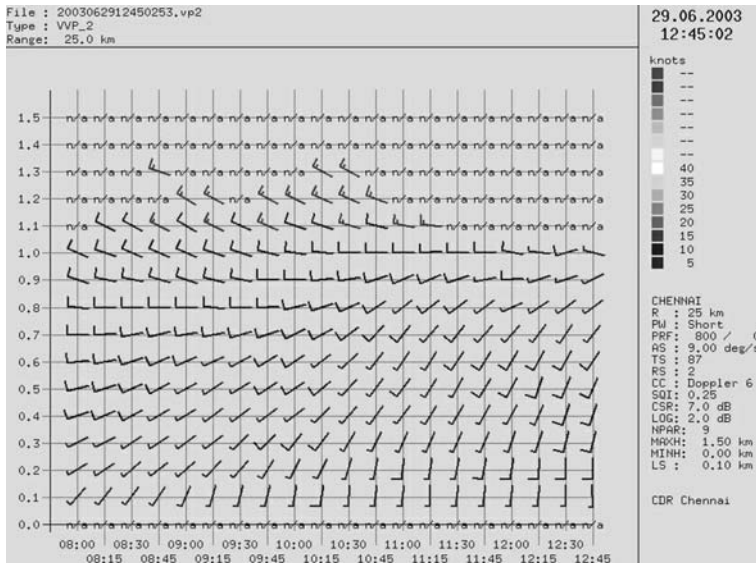 File : 2003062912450253.vp2
Type : VVP_2
Range: 25.0 km
1.5 n/a n/a n/a n/a n/a n/a n/a n/a n/a n/a n/a n/a n/a n/a n/a n/a n/a n/a n/a n/a
1.4 n/a n/a n/a n/a n/a n/a n/a n/a n/a n/a n/a n/a n/a n/a n/a n/a n/a n/a n/a n/a
1.3 n/a n/a n/a n/a n/a n/a n/a n/a n/a n/a n/a n/a n/a n/a n/a n/a n/a
1.2 n/a n/a n/a n/a n/a n/a n/a n/a n/a n/a n/a n/a n/a
1.1 n/a n/a n/a n/a n/a n/a n/a
1.0
0.9
0.8
0.7
0.6
0.5
0.4
0.3
0.2
0.1
0.0 n/a n/a n/a n/a n/a n/a n/a n/a n/a n/a n/a n/a n/a n/a n/a n/a n/a n/a n/a n/a
08:00 08:30 09:00 09:30 10:00 10:30 11:00 11:30 12:00 12:30
08:15 08:45 09:15 09:45 10:15 10:45 11:15 11:45 12:15 12:45
29.06.2003
12:45:02
knots
--
--
--
--
--
--
--
40
35
30
25
20
15
10
5
CHENNAI
R : 25 km
PW : Short
PRF: 800 /
AS : 9.00 deg/s
TS : 87
RS : 2
CC : Doppler 6
SQI: 0.25
CSR: 7.0 dB
LOG: 2.0 dB
NPAR: 9
MAXH: 1.50 km
MINH: 0.00 km
LS : 0.10 km
CDR Chennai